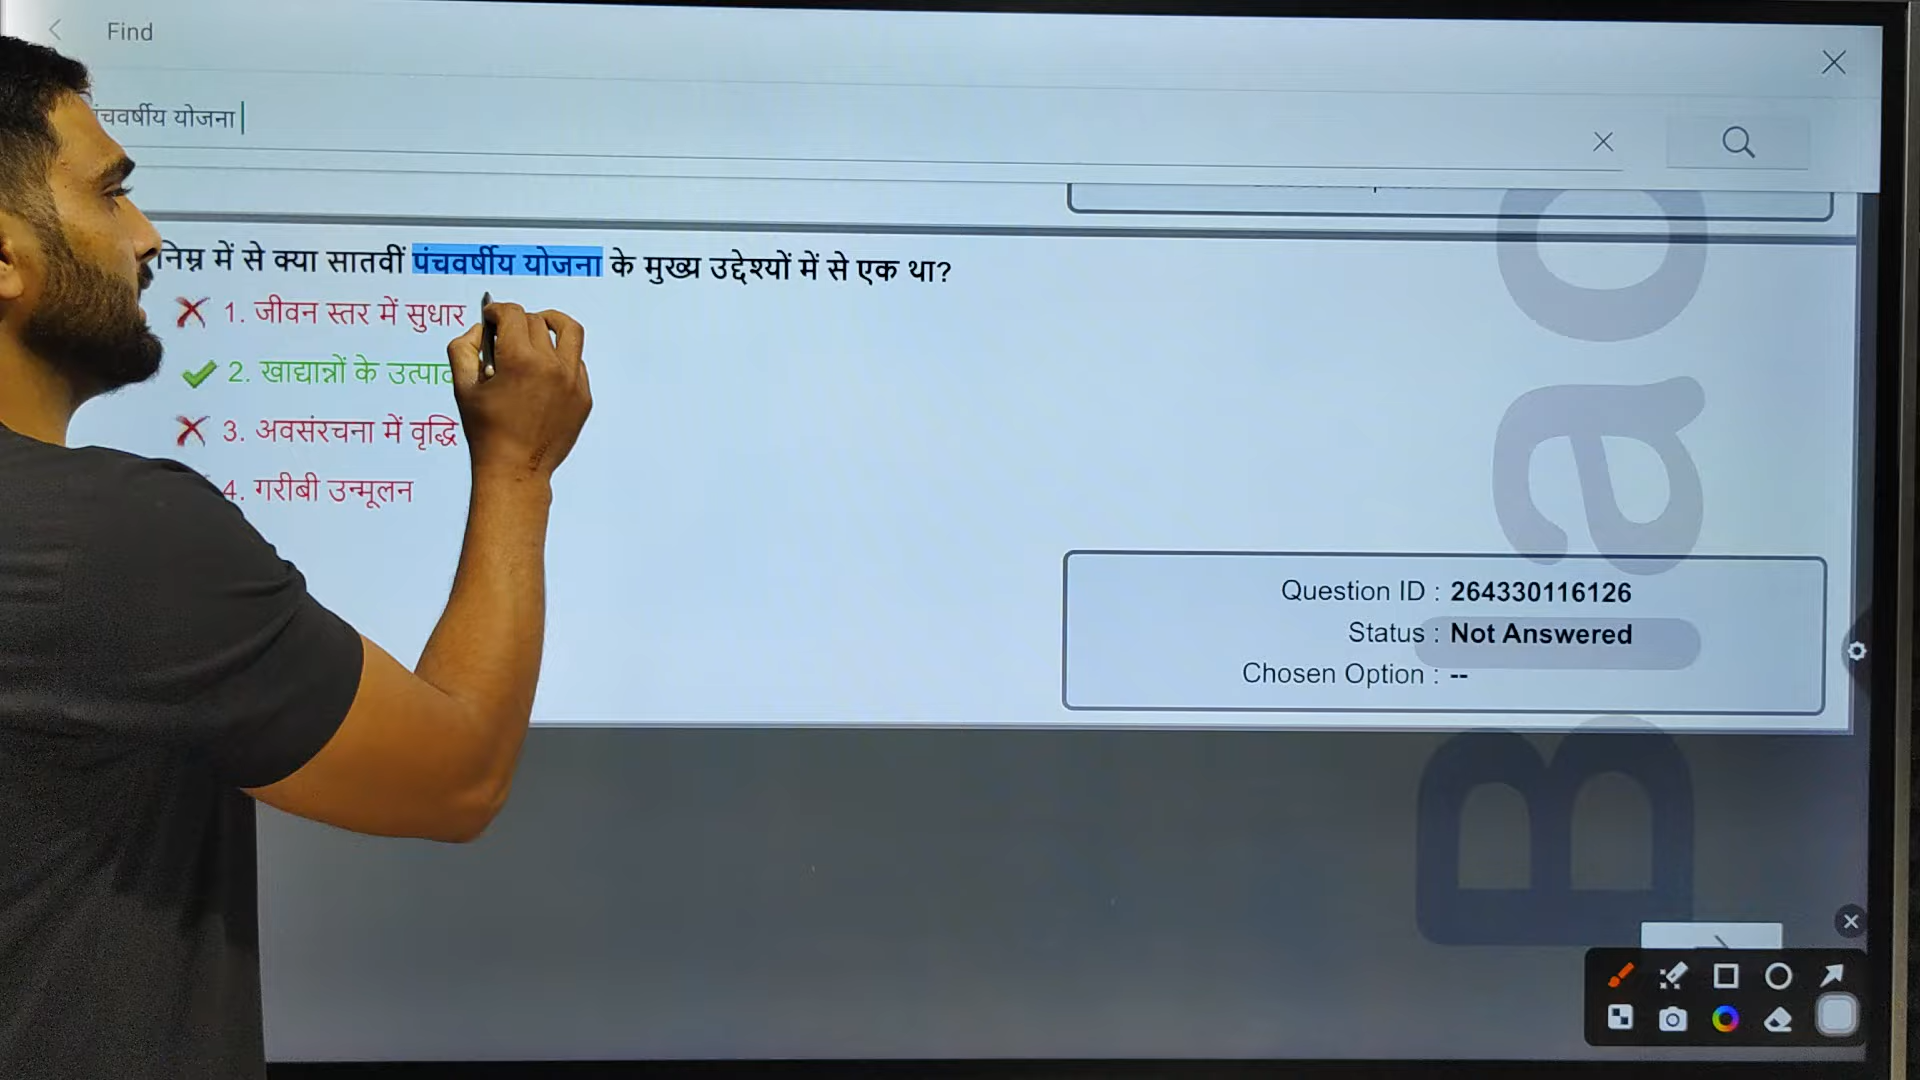 Find
पंचवर्षीय योजना
निम्न में से क्या सातवीं पंचवर्षीय योजना के मुख्य उद्देश्यों में से एक था?
1. जीवन स्तर में सुधार
2. खाद्यान्नों के
3. अवसंरचना में वृद्धि
4. गरीबी उन्मूलन
Question ID : 264330116126
Status : Not Answered
Chosen Option : --